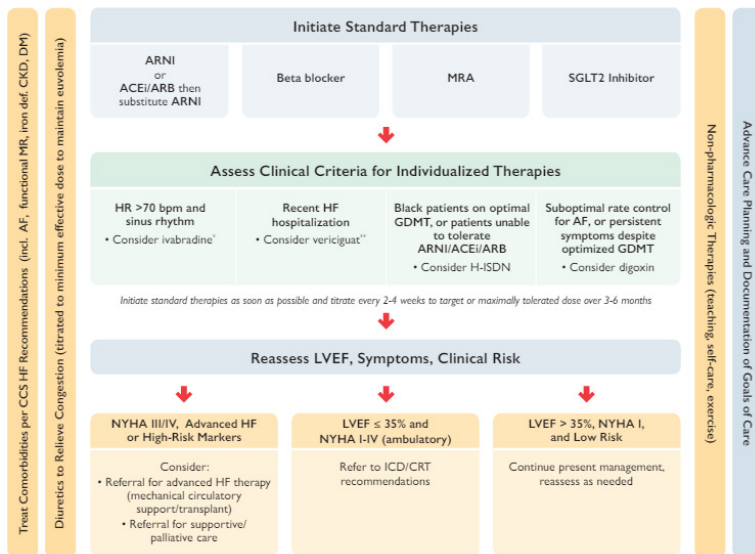 Treat Comorbidities per CCS HF Recommendations (incl. AF, functional MR, iron def. CKD, DM)
Diuretics to Relieve Congestion (titrated to minimum effective dose to maintain euvolemia)
Initiate Standard Therapies
ARNI
or
ACEi/ARB then
substitute ARNI
Beta blocker
MRA
SGLT2 Inhibitor
Assess Clinical Criteria for Individualized Therapies
HR >70 bpm and
sinus rhythm
• Consider ivabradine*
Recent HF
hospitalization
• Consider vericiguat**
Black patients on optimal
GDMT, or patients unable
to tolerate
ARNI/ACEi/ARB
• Consider H-ISDN
Suboptimal rate control
for AF, or persistent
symptoms despite
optimized GDMT
• Consider digoxin
Initiate standard therapies as soon as possible and titrate every 2-4 weeks to target or maximally tolerated dose over 3-6 months
Reassess LVEF, Symptoms, Clinical Risk
NYHA III/IV, Advanced HF
or High-Risk Markers
Consider:
• Referral for advanced HF therapy
(mechanical circulatory
support/transplant)
• Referral for supportive/
palliative care
LVEF ≤ 35% and
NYHA I-IV (ambulatory)
Refer to ICD/CRT
recommendations
LVEF > 35%, NYHA I,
and Low Risk
Continue present management,
reassess as needed
Non-pharmacologic Therapies (teaching, self-care, exercise)
Advance Care Planning and Documentation of Goals of Care